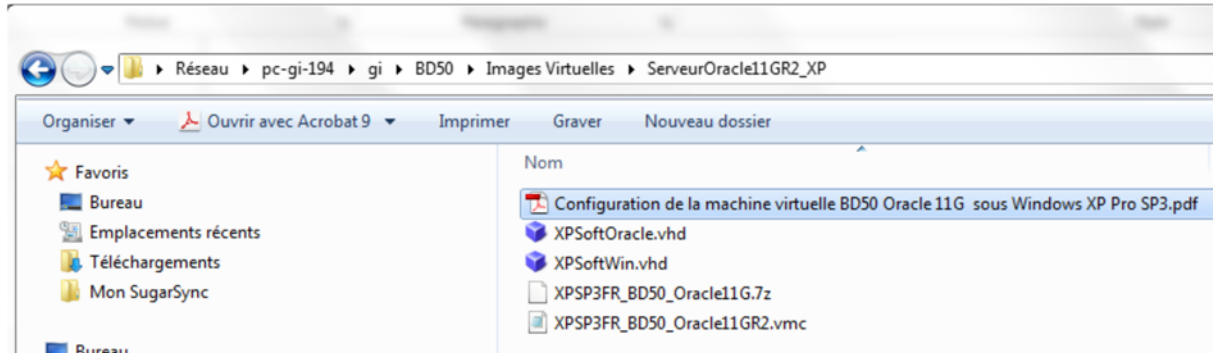 Réseau ▸ pc-gi-194 ▸ gi ▸ BD50 ▸ Images Virtuelles ▸ ServeurOracle11GR2_XP
Organiser Ouvrir avec Acrobat 9 Imprimer Graver Nouveau dossier
Nom
Favoris
Bureau
Emplacements récents
Téléchargements
Mon SugarSync
Bureau
Configuration de la machine virtuelle BD50 Oracle 11G sous Windows XP Pro SP3.pdf
XPSoftOracle.vhd
XPSoftWin.vhd
XPSP3FR_BD50_Oracle11G.7z
XPSP3FR_BD50_Oracle11GR2.vmc